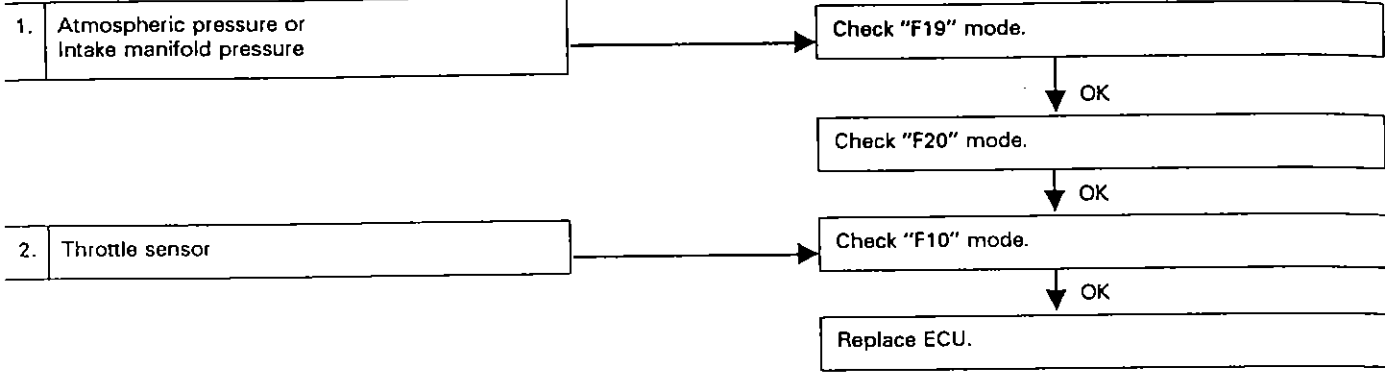 1. Atmospheric pressure or
Intake manifold pressure
Check "F19" mode.
OK
Check "F20" mode.
OK
2. Throttle sensor
Check "F10" mode.
OK
Replace ECU.